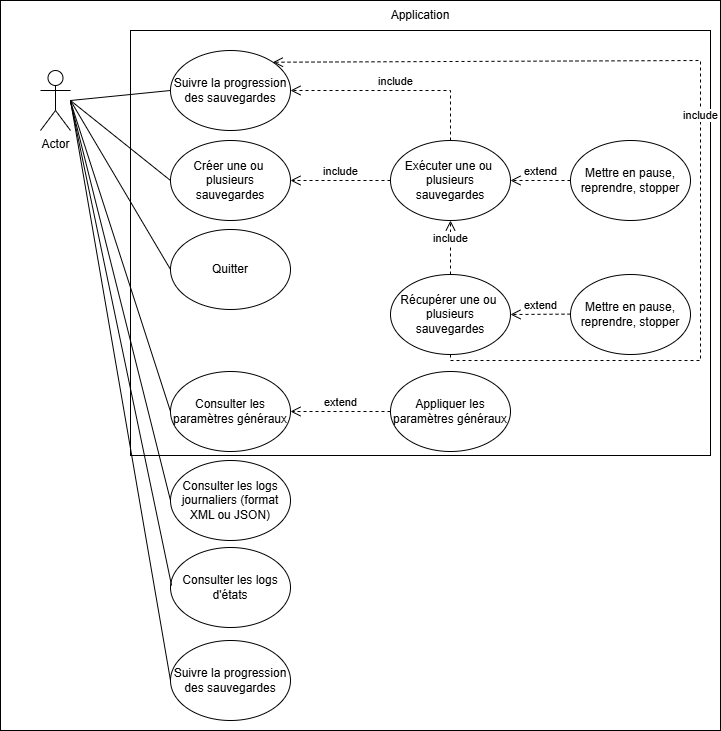 Application
Actor
Suivre la progression
des sauvegardes
include
include
Créer une ou
plusieurs
sauvegardes
include
Exécuter une ou
plusieurs
sauvegardes
extend
Mettre en pause,
reprendre, stopper
include
Quitter
Récupérer une ou
plusieurs
sauvegardes
extend
Mettre en pause,
reprendre, stopper
Consulter les
paramètres généraux
extend
Appliquer les
paramètres généraux
Consulter les logs
journaliers (format
XML ou JSON)
Consulter les logs
d'états
Suivre la progression
des sauvegardes